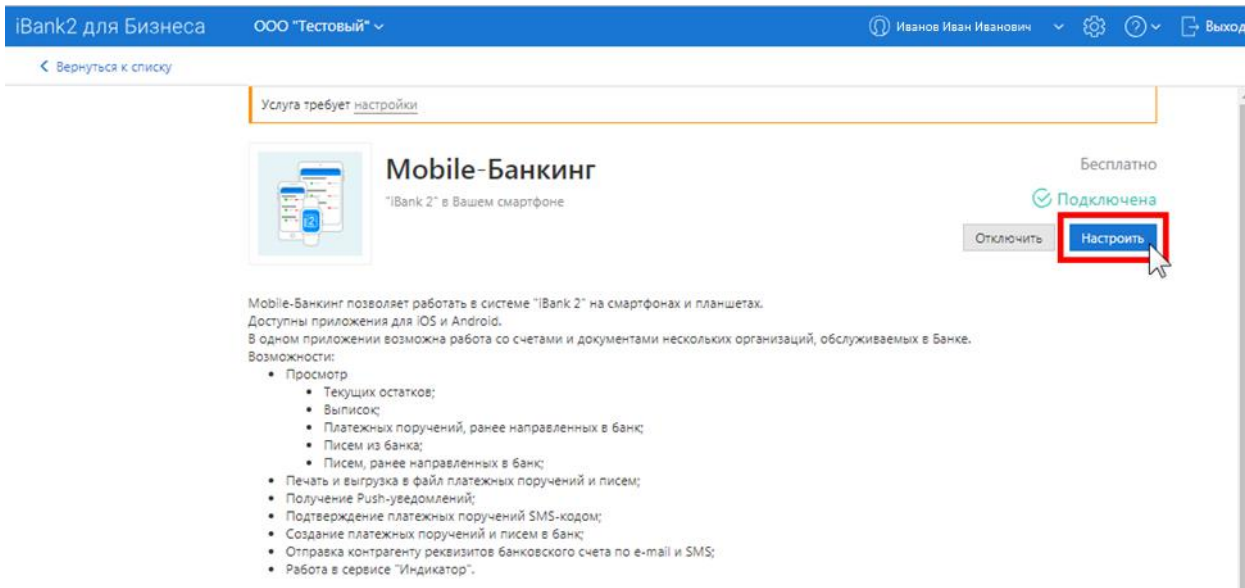 iBank2 для Бизнеса ООО "Тестовый" Иванов Иван Иванович Выход
Вернуться к списку
Услуга требует настройки
Mobile-Банкинг Бесплатно
"iBank 2" в Вашем смартфоне Подключена
Отключить Настроить
Mobile-Банкинг позволяет работать в системе "iBank 2" на смартфонах и планшетах.
Доступны приложения для iOS и Android.
В одном приложении возможна работа со счетами и документами нескольких организаций, обслуживаемых в Банке.
Возможности:
• Просмотр
• Текущих остатков;
• Выписок;
• Платежных поручений, ранее направленных в банк;
• Писем из банка;
• Писем, ранее направленных в банк;
• Печать и выгрузка в файл платежных поручений и писем;
• Получение Push-уведомлений;
• Подтверждение платежных поручений SMS-кодом;
• Создание платежных поручений и писем в банк;
• Отправка контрагенту реквизитов банковского счета по e-mail и SMS;
• Работа в сервисе "Индикатор".